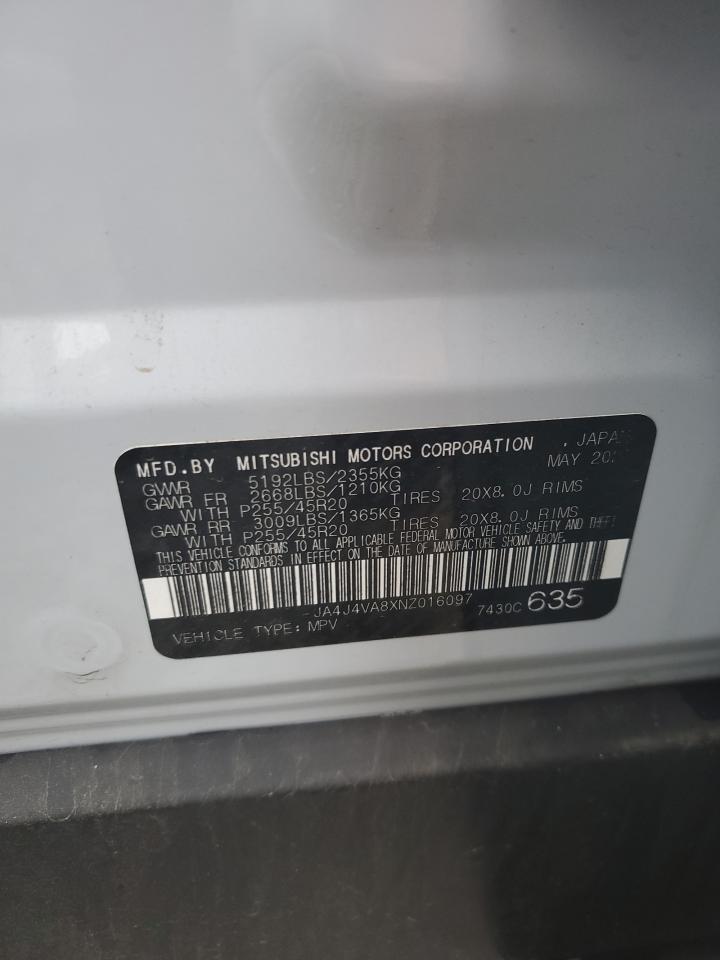 MFD.BY MITSUBISHI MOTORS CORPORATION , JAPAN
GVWR 5192LBS/2355KG MAY
GAWR FR 2668LBS/1210KG
WITH P255/45R20 TIRES 20X8.0J RIMS
GAWR RR 3009LBS/1365KG
WITH P255/45R20 TIRES 20X8.0J RIMS
THIS VEHICLE CONFORMS TO ALL APPLICABLE FEDERAL MOTOR VEHICLE SAFETY AND THEFT
PREVENTION STANDARDS IN EFFECT ON THE DATE OF MANUFACTURE SHOWN ABOVE.
JA4J4VA8XNZ016097 7430C 635
VEHICLE TYPE: MPV